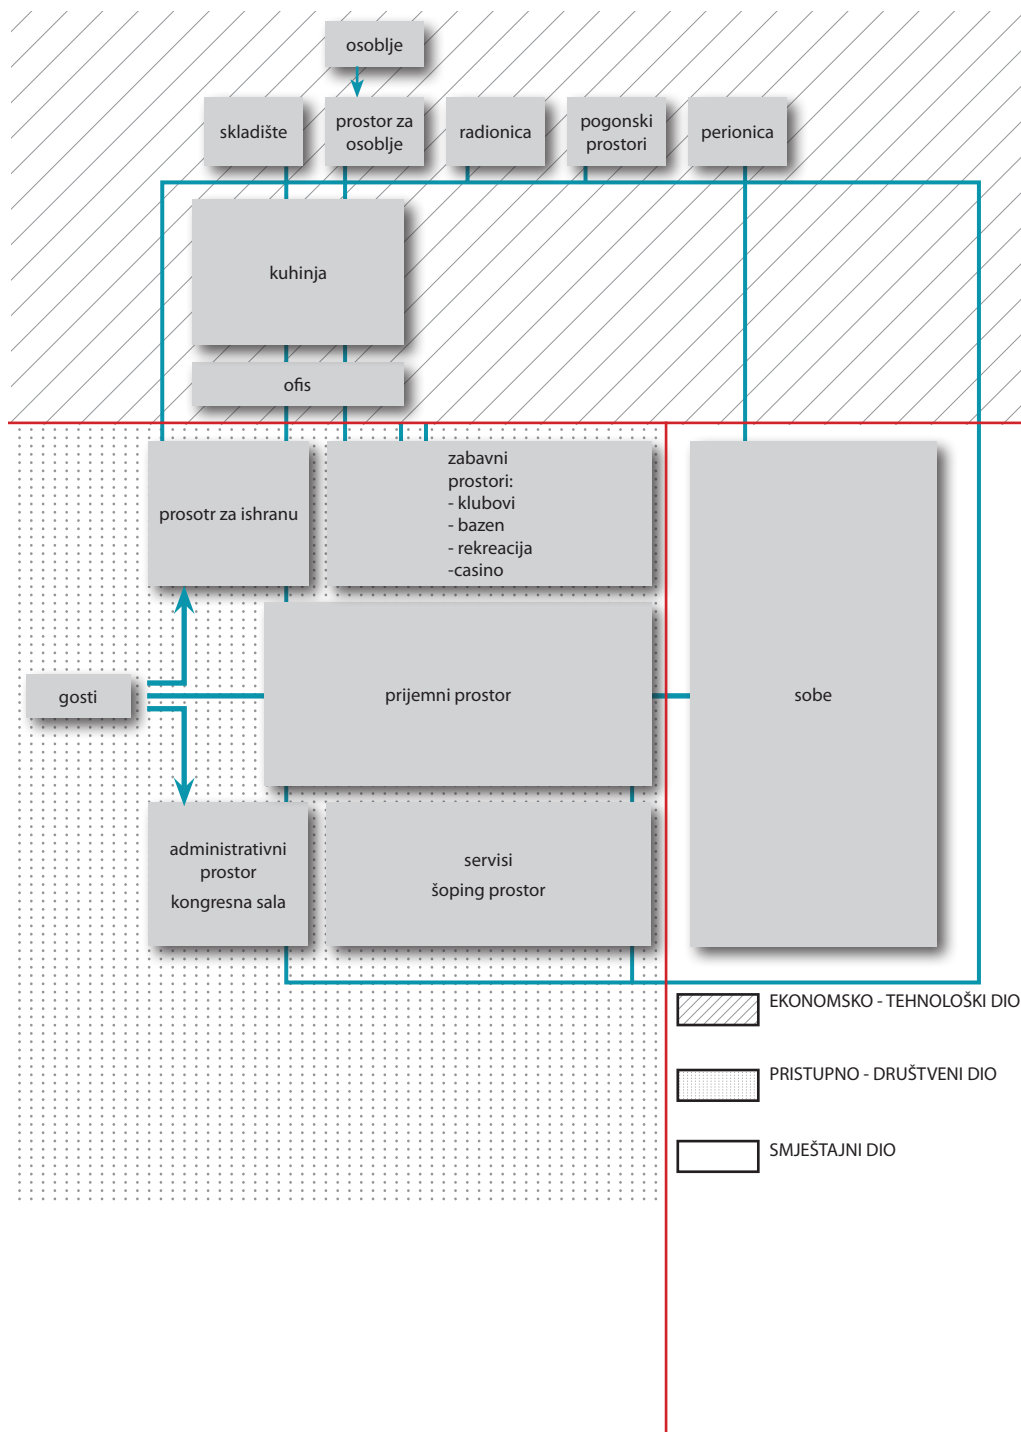 osoblje
skladište
prostor za
osoblje
radionica
pogonski
prostori
perionica
kuhinja
ofis
prosotr za ishranu
zabavni
prostori:
- klubovi
- bazen
- rekreacija
-casino
gosti
prijemni prostor
sobe
administrativni
prostor
kongresna sala
servisi
šoping prostor
EKONOMSKO - TEHNOLOŠKI DIO
PRISTUPNO - DRUŠTVENI DIO
SMJEŠTAJNI DIO